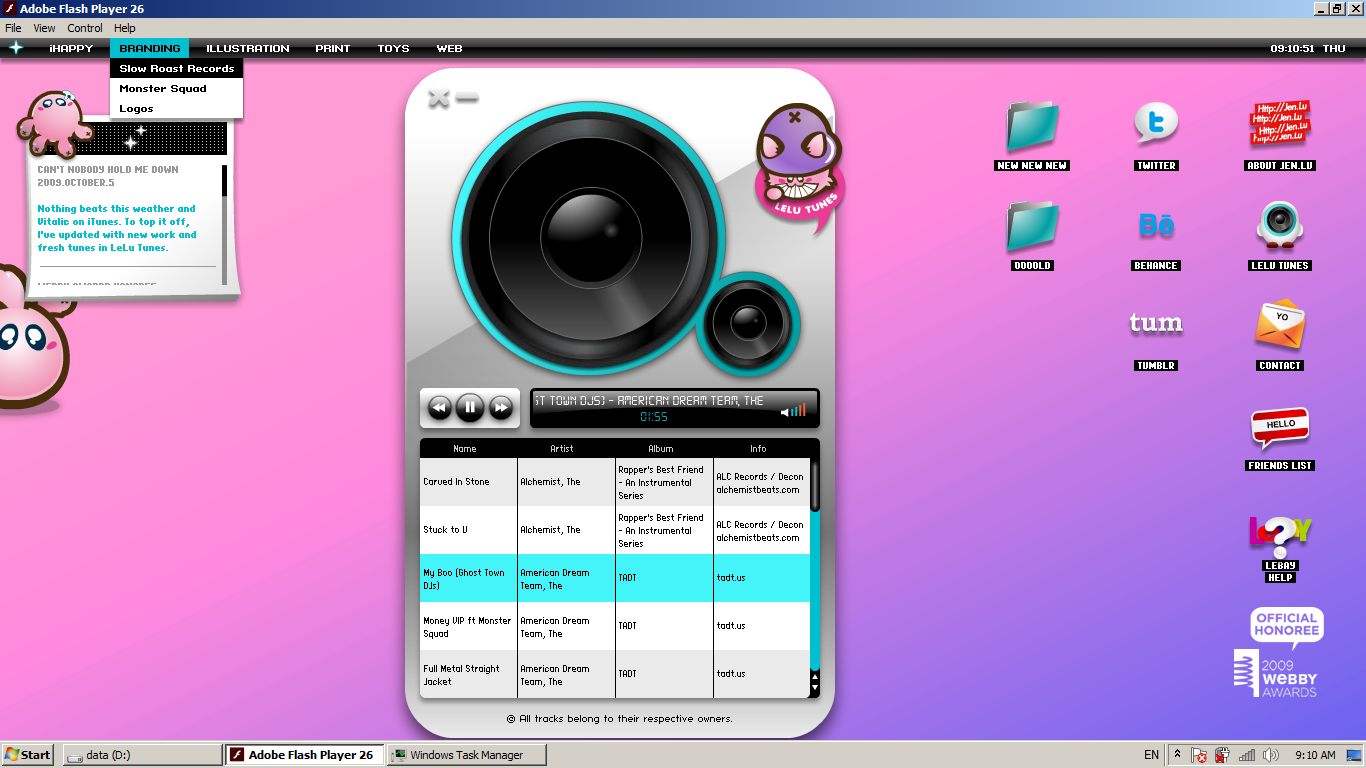 Adobe Flash Player 26
File View Control Help
iHAPPY BRANDING ILLUSTRATION PRINT TOYS WEB 09:10:51 THU
Slow Roast Records
Monster Squad
Logos
CAN'T NOBODY HOLD ME DOWN
2009.OCTOBER.5
Nothing beats this weather and
Vitalic on iTunes. To top it off,
I've updated with new work and
fresh tunes in LeLu Tunes.
LELU TUNES
ST TOWN DJS) - AMERICAN DREAM TEAM, THE
01:55
Name Artist Album Info
Carved In Stone
Alchemist, The
Rapper's Best Friend
- An Instrumental
Series
ALC Records / Decon
alchemistbeats.com
Stuck to U
Alchemist, The
Rapper's Best Friend
- An Instrumental
Series
ALC Records / Decon
alchemistbeats.com
My Boo (Ghost Town
DJs)
American Dream
Team, The
TADT
tadt.us
Money VIP ft Monster
Squad
American Dream
Team, The
TADT
tadt.us
Full Metal Straight
Jacket
American Dream
Team, The
TADT
tadt.us
© All tracks belong to their respective owners.
NEW NEW NEW
t
TWITTER
Http://Jen.Lu
Http://Jen.Lu
Http://Jen.Lu
Http://Jen.Lu
ABOUT JEN.LU
OOOOLD
Bē
BEHANCE
LELU TUNES
tum
TUMBLR
YO
CONTACT
HELLO
FRIENDS LIST
?
LEBAY
HELP
OFFICIAL
HONOREE
2009
WEBBY
AWARDS
Start data (D:) Adobe Flash Player 26 Windows Task Manager EN 9:10 AM